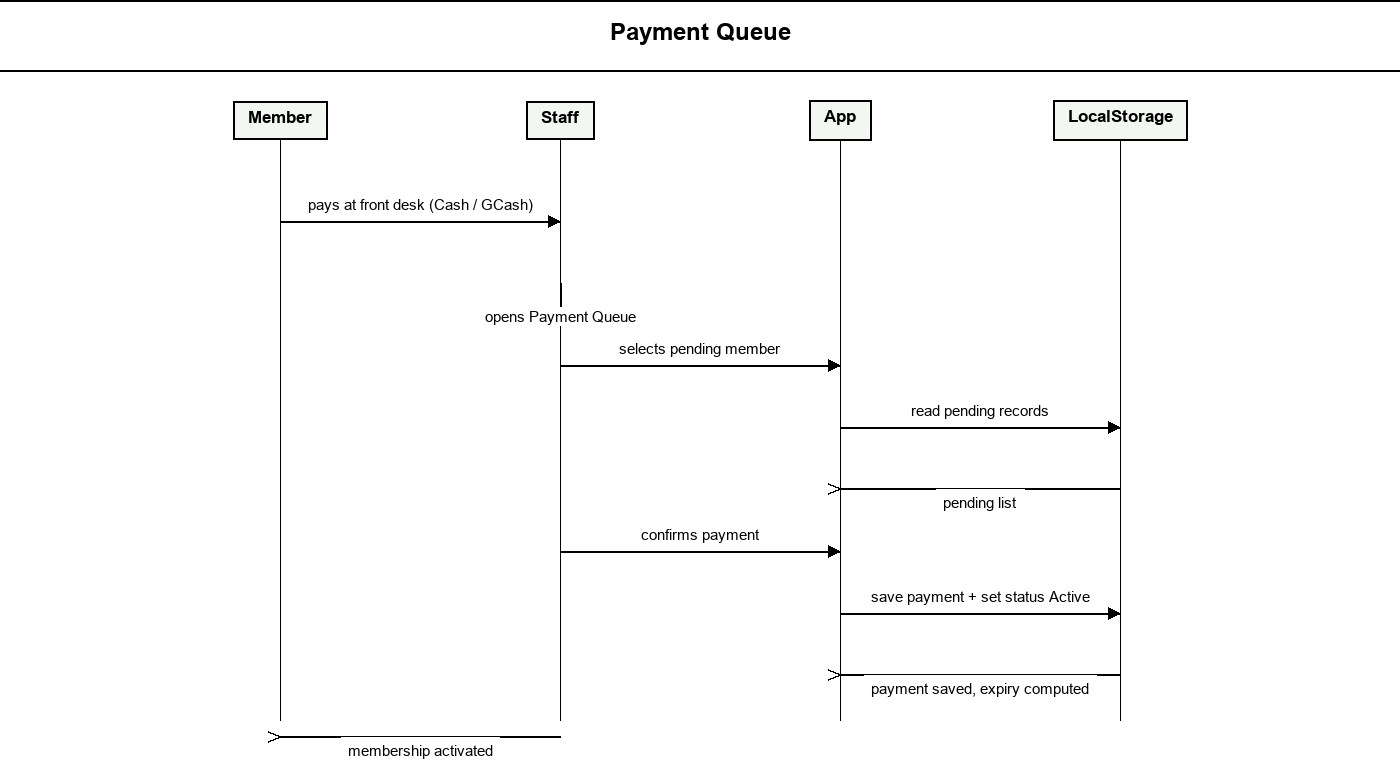 Payment Queue
Member
Staff
App
LocalStorage
pays at front desk (Cash / GCash)
opens Payment Queue
selects pending member
read pending records
pending list
confirms payment
save payment + set status Active
payment saved, expiry computed
membership activated